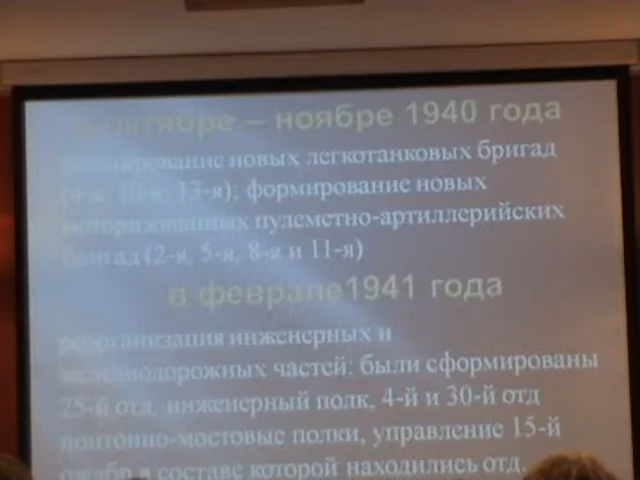 октябре – ноябре 1940 года
формирование новых легкотанковых бригад
(4-я, 10-я, 13-я); формирование новых
моторизованных пулеметно-артиллерийских
бригад (2-я, 5-я, 8-я и 11-я)
в феврале1941 года
реорганизация инженерных и
железнодорожных частей: были сформированы
25-й отд. инженерный полк, 4-й и 30-й отд
понтонно-мостовые полки, управление 15-й
в составе которой находились отд.